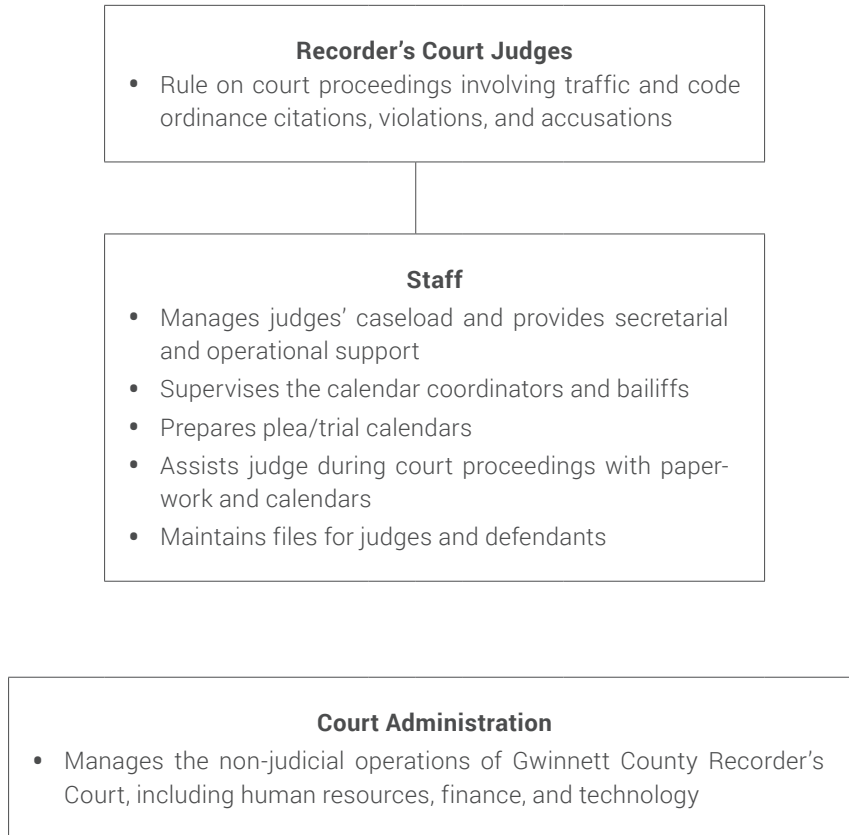 Recorder’s Court Judges
• Rule on court proceedings involving traffic and code
ordinance citations, violations, and accusations
Staff
• Manages judges’ caseload and provides secretarial
and operational support
• Supervises the calendar coordinators and bailiffs
• Prepares plea/trial calendars
• Assists judge during court proceedings with paper-
work and calendars
• Maintains files for judges and defendants
Court Administration
• Manages the non-judicial operations of Gwinnett County Recorder’s
Court, including human resources, finance, and technology